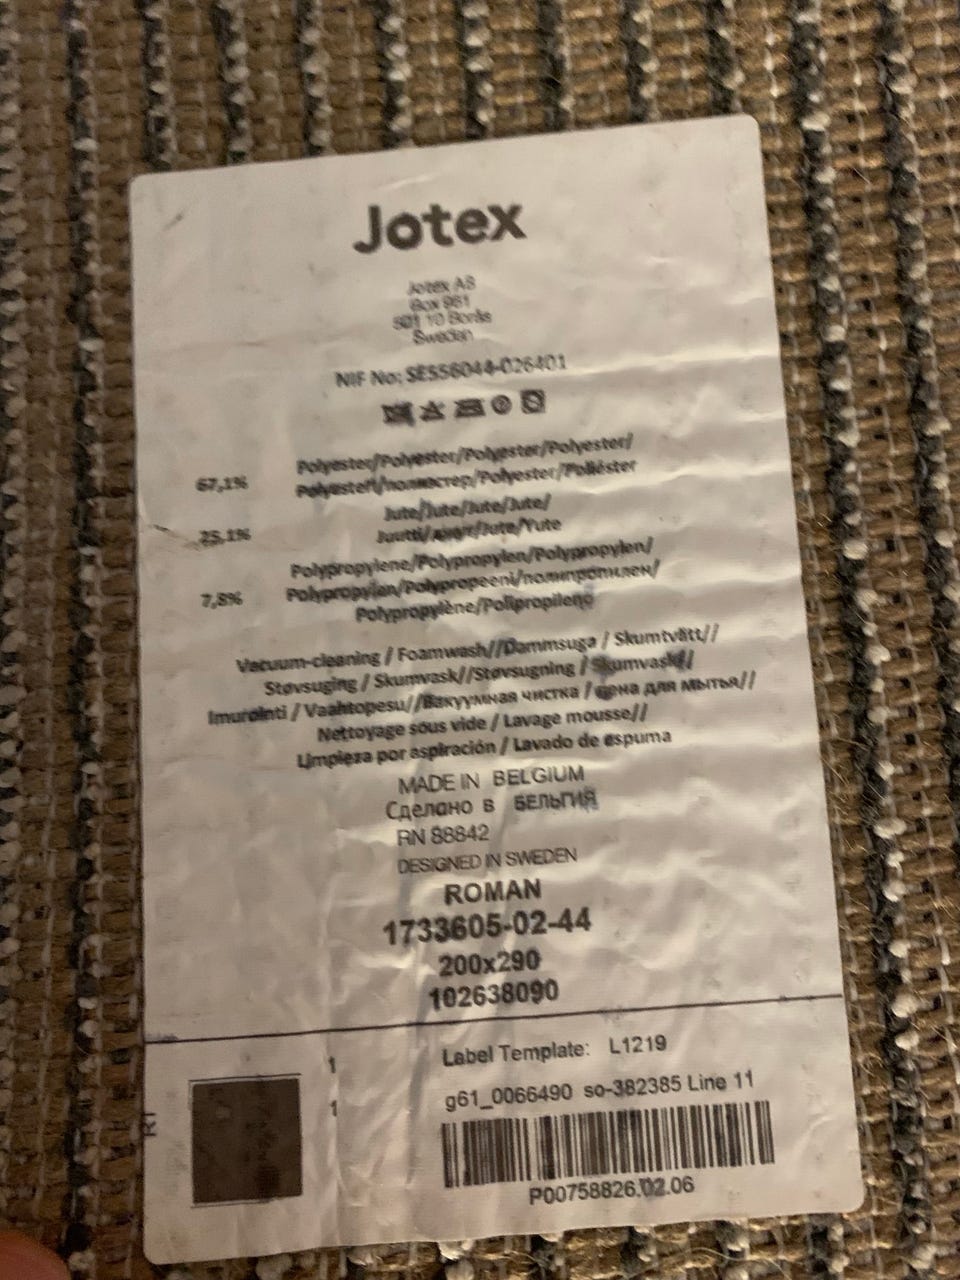 Jotex
Jotex AB
Box 961
501 10 Borås
Sweden
NIF No: SE556044-026401
67,1%
Polyester/Polyester/Polyester/Polyester/
Polyesteri/полиэстер/Polyester/Poliéster
25,1%
Jute/Jute/Jute/Jute/
Juutti/джут/Jute/Yute
7,8%
Polypropylene/Polypropylen/Polypropylen/
Polypropylen/Polypropeeni/полипропилен/
Polypropylène/Polipropileno
Vacuum-cleaning / Foamwash//Dammsuga / Skumtvätt//
Støvsuging / Skumvask//Støvsugning / Skumvask//
Imurointi / Vaahtopesu//Вакуумная чистка / пена для мытья//
Nettoyage sous vide / Lavage mousse//
Limpieza por aspiración / Lavado de espuma
MADE IN BELGIUM
Сделано в БЕЛЬГИЯ
RN 88842
DESIGNED IN SWEDEN
ROMAN
1733605-02-44
200x290
102638090
1
1
Label Template: L1219
g61_0066490 so-382385 Line 11
P00758826.02.06